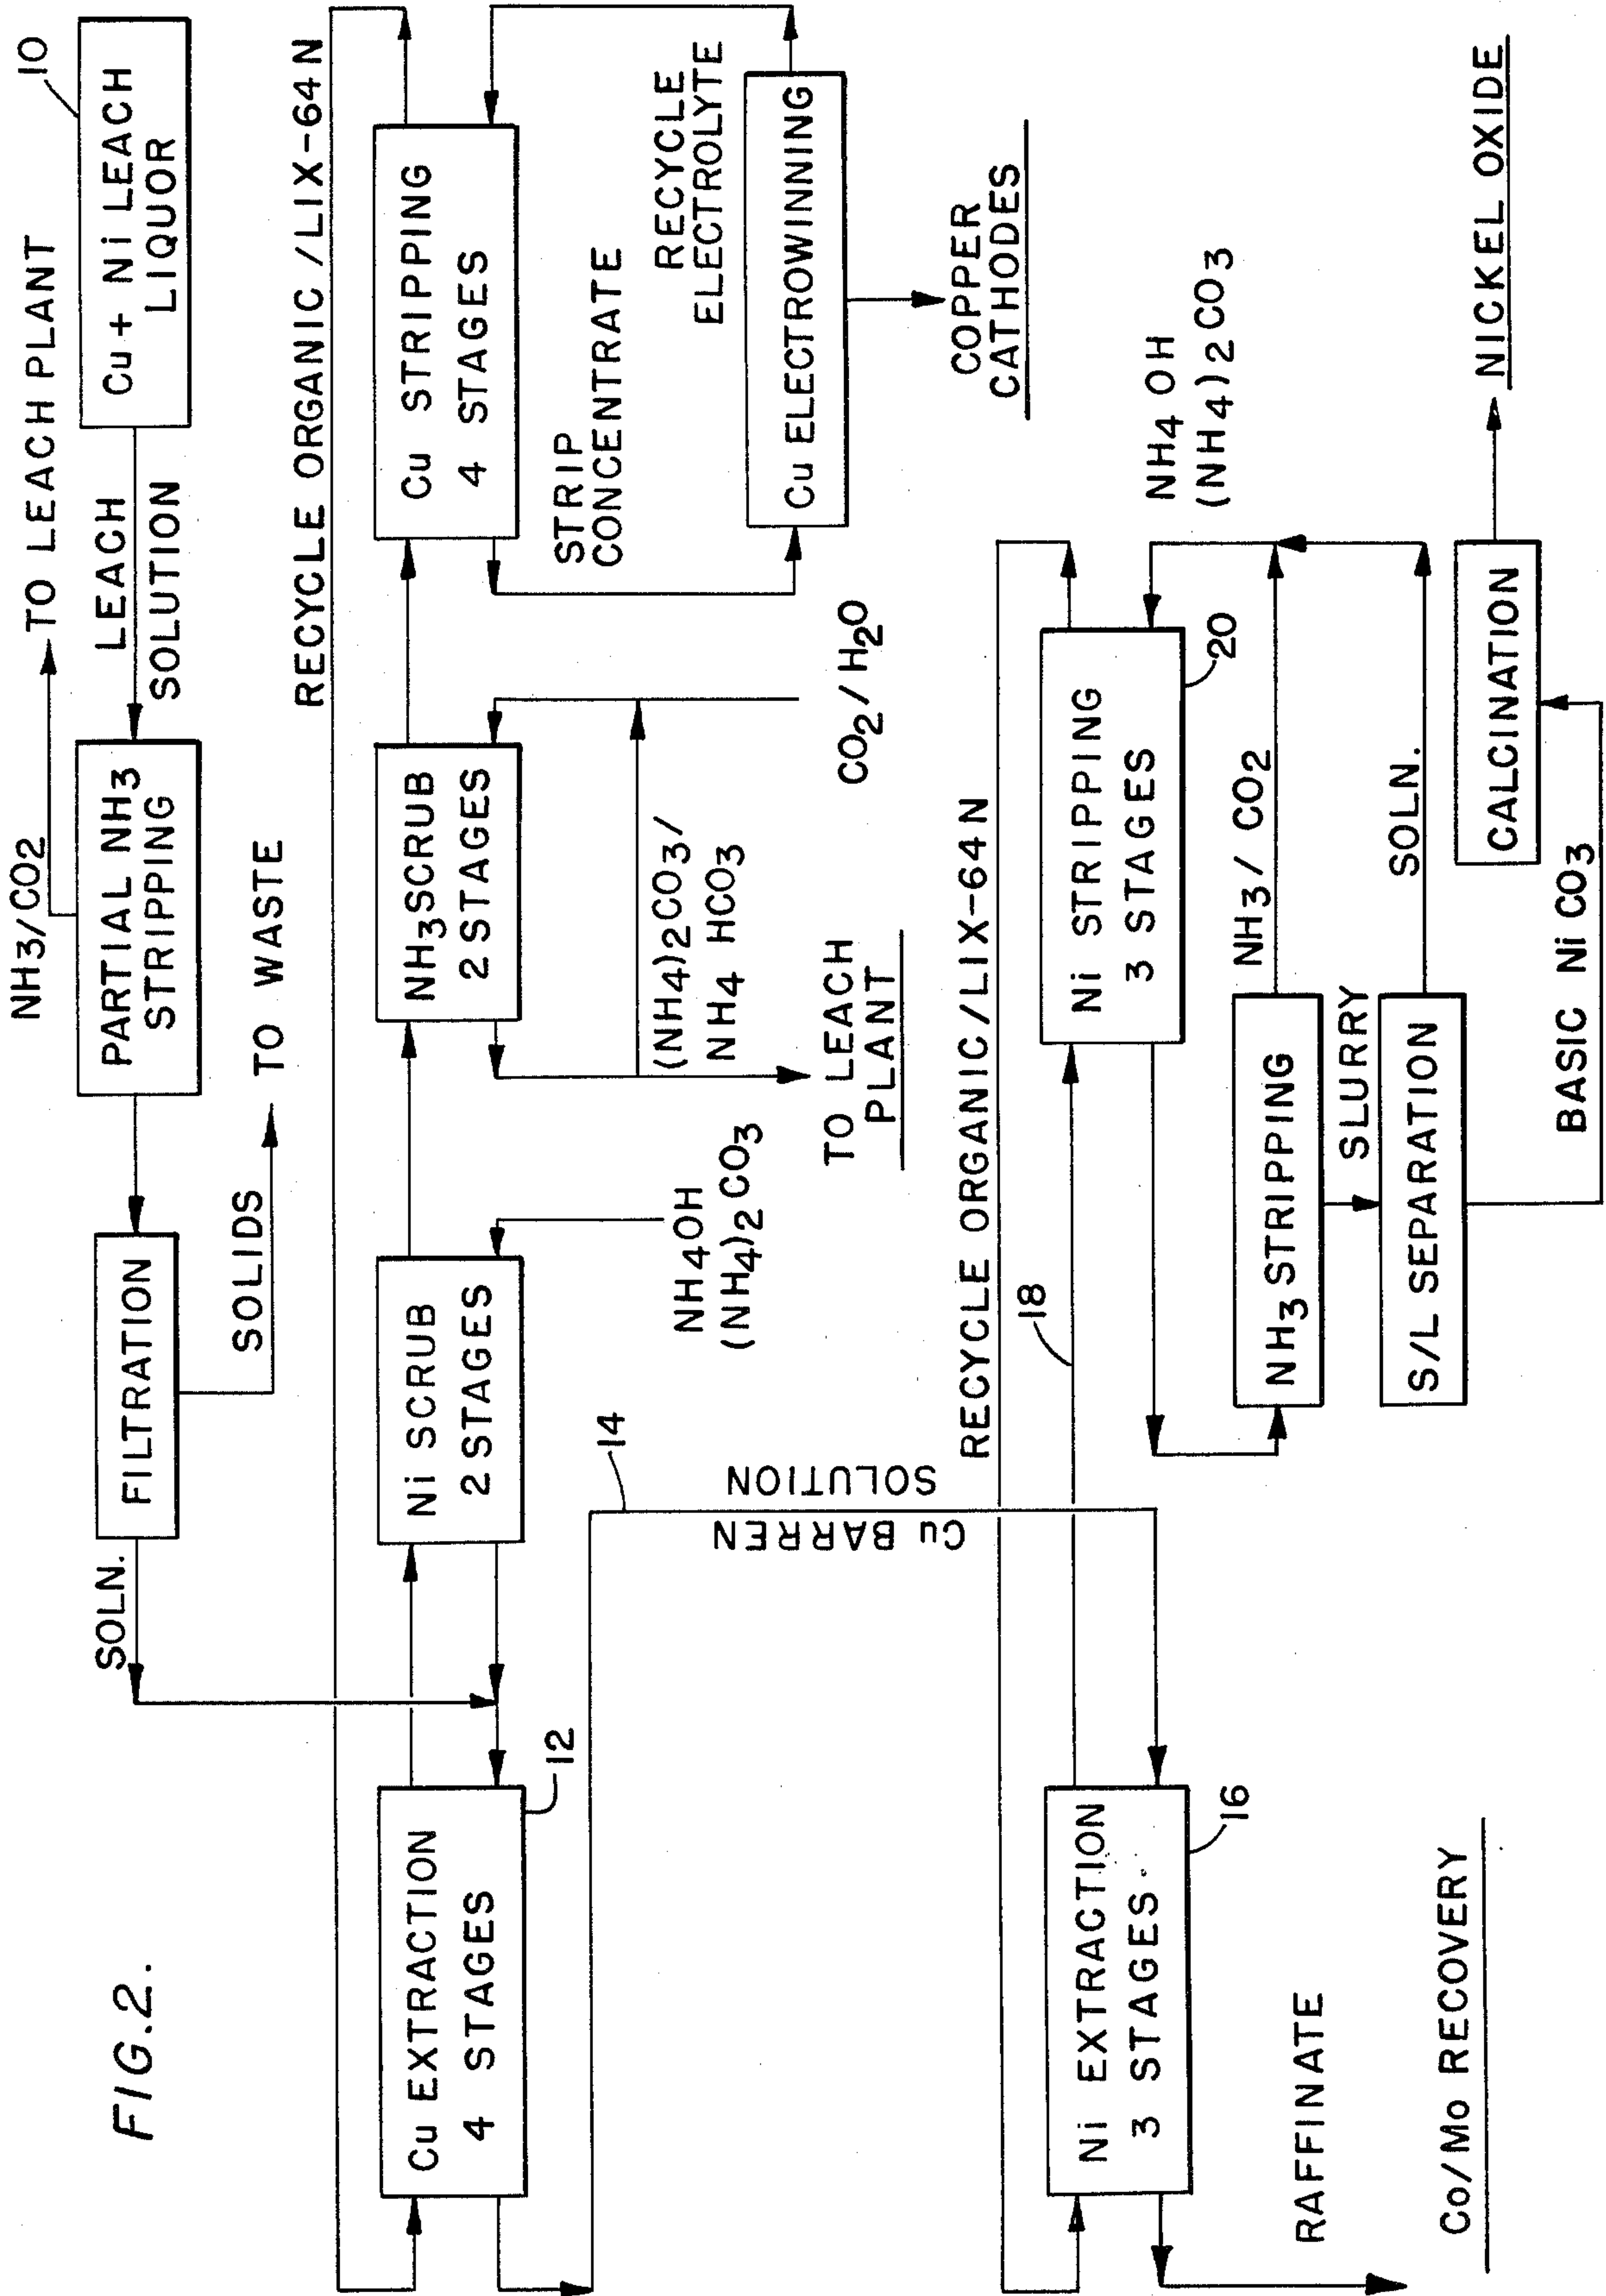 FIG.2.
10
Cu + Ni LEACH
LIQUOR
TO LEACH PLANT
LEACH
SOLUTION
NH3/CO2
PARTIAL NH3
STRIPPING
FILTRATION
SOLIDS
TO WASTE
SOLN.
RECYCLE ORGANIC /LIX-64N
Cu EXTRACTION
4 STAGES
12
Ni SCRUB
2 STAGES
NH4OH
(NH4)2CO3
NH3 SCRUB
2 STAGES
(NH4)2CO3/
NH4 HCO3
CO2/H2O
TO LEACH
PLANT
Cu STRIPPING
4 STAGES
STRIP
CONCENTRATE
RECYCLE
ELECTROLYTE
Cu ELECTROWINNING
COPPER
CATHODES
14
Cu BARREN
SOLUTION
RECYCLE ORGANIC /LIX-64N
Ni EXTRACTION
3 STAGES
16
RAFFINATE
Co/Mo RECOVERY
18
Ni STRIPPING
3 STAGES
20
NH4 OH
(NH4)2CO3
NH3 STRIPPING
NH3/CO2
SLURRY
S/L SEPARATION
SOLN.
BASIC NiCO3
CALCINATION
NICKEL OXIDE